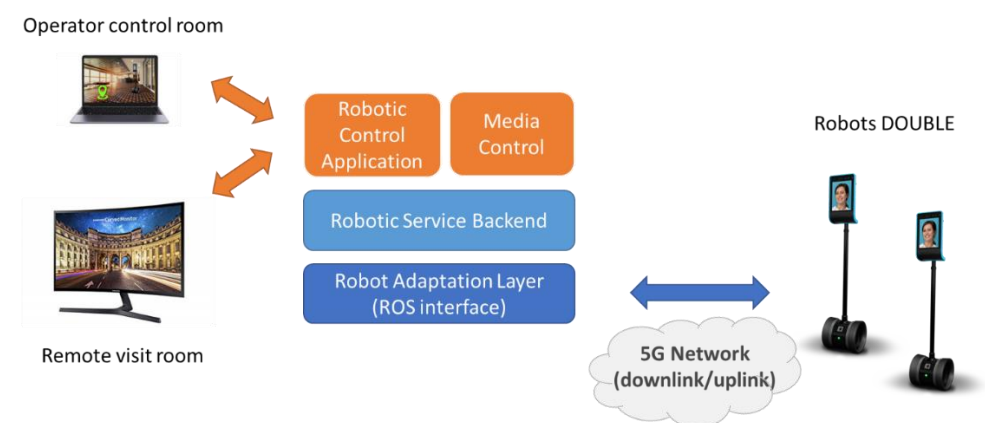 Operator control room
Robotic
Control
Application
Media
Control
Robots DOUBLE
Robotic Service Backend
Robot Adaptation Layer
(ROS interface)
Remote visit room
5G Network
(downlink/uplink)